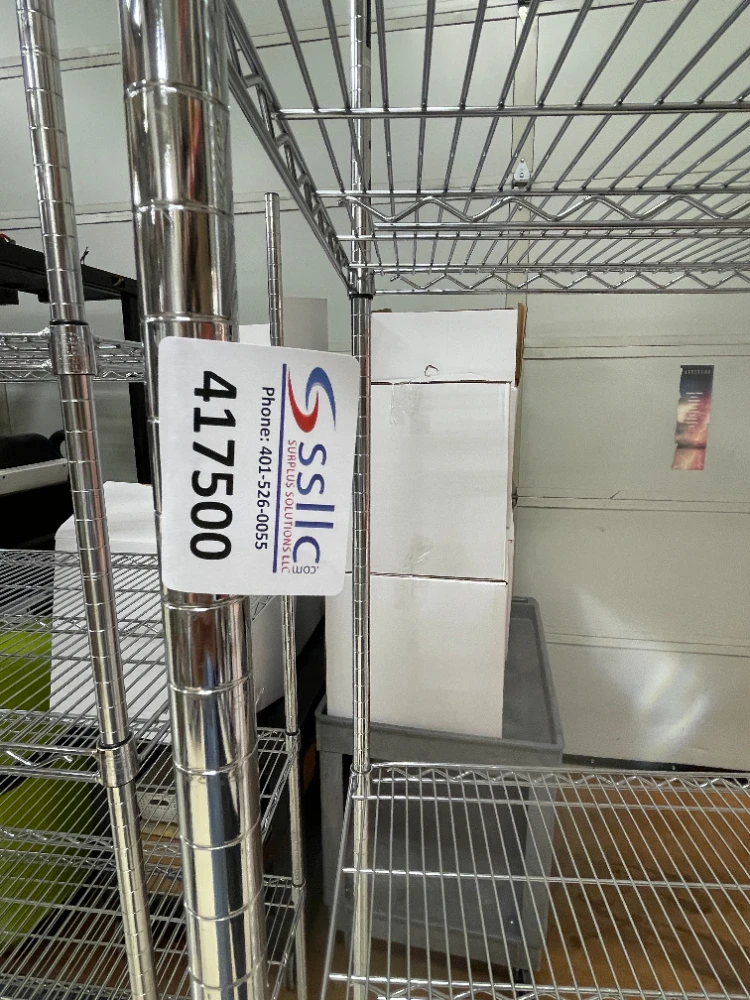 ssllc.com
SURPLUS SOLUTIONS LLC
Phone: 401-526-0055
417500